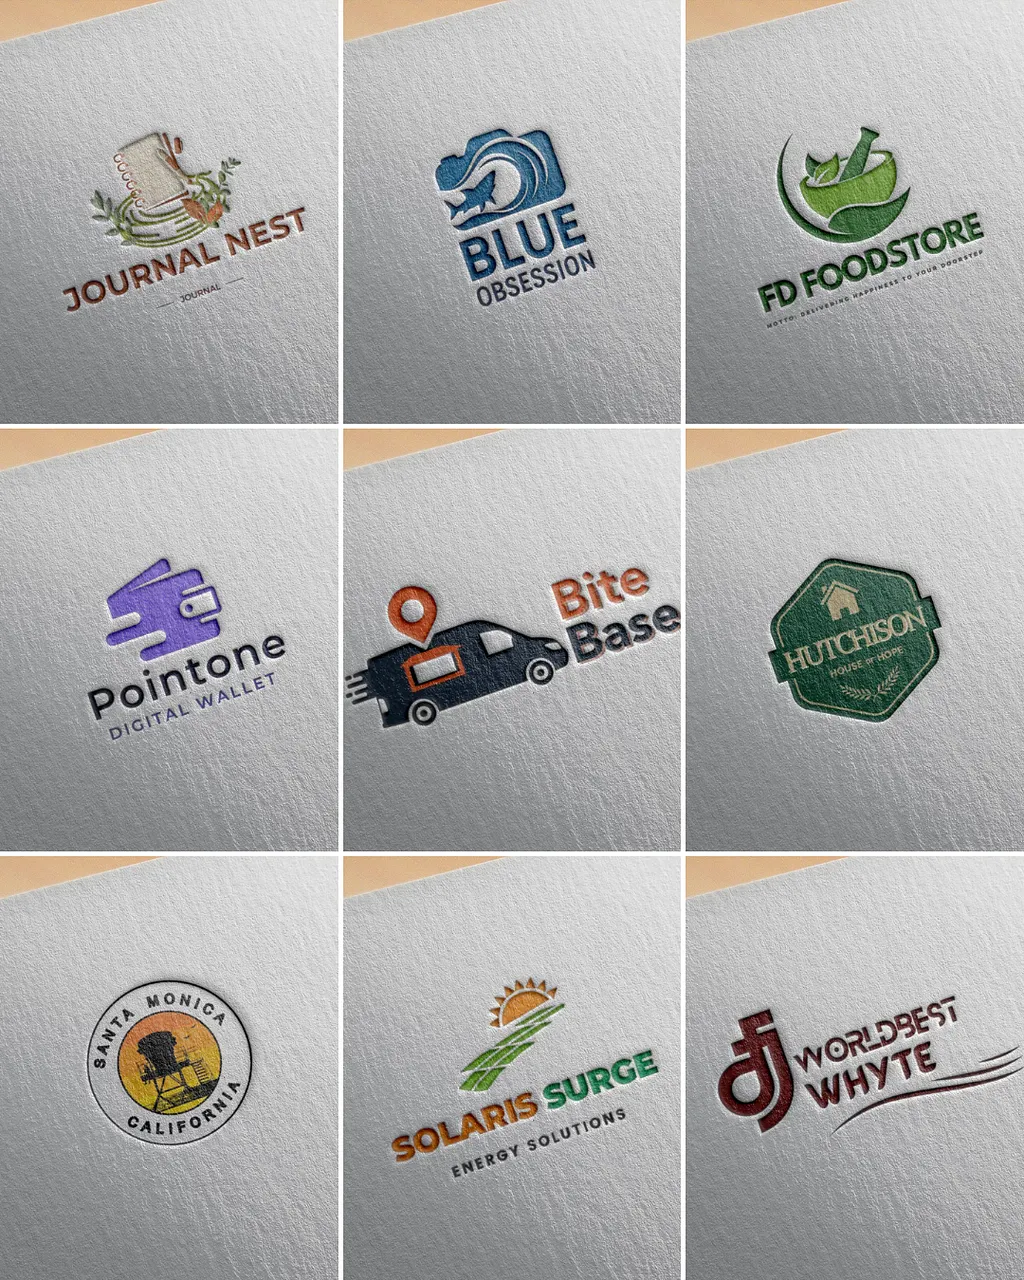 JOURNAL NEST
JOURNAL
BLUE
OBSESSION
FD FOODSTORE
MOTTO: DELIVERING HAPPINESS TO YOUR DOORSTEP
Pointone
DIGITAL WALLET
Bite
Base
HUTCHISON
HOUSE OF HOPE
SANTA MONICA
CALIFORNIA
SOLARIS SURGE
ENERGY SOLUTIONS
dj WORLDBEST
WHYTE